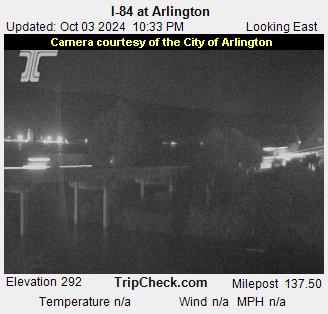 I-84 at Arlington
Updated: Oct 03 2024 10:33 PM Looking East
Camera courtesy of the City of Arlington
Elevation 292 TripCheck.com Milepost 137.50
Temperature n/a Wind n/a MPH n/a